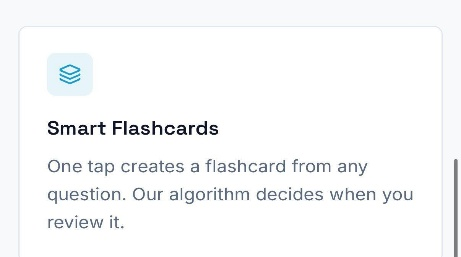 Smart Flashcards
One tap creates a flashcard from any
question. Our algorithm decides when you
review it.